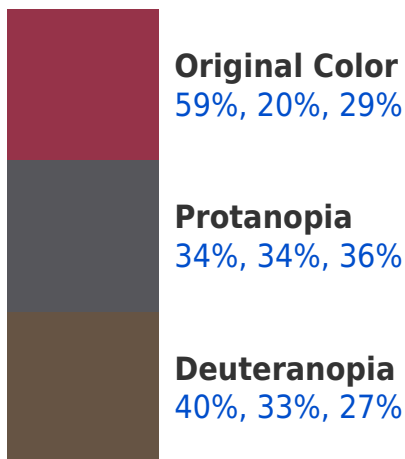 Original Color
59%, 20%, 29%
Protanopia
34%, 34%, 36%
Deuteranopia
40%, 33%, 27%